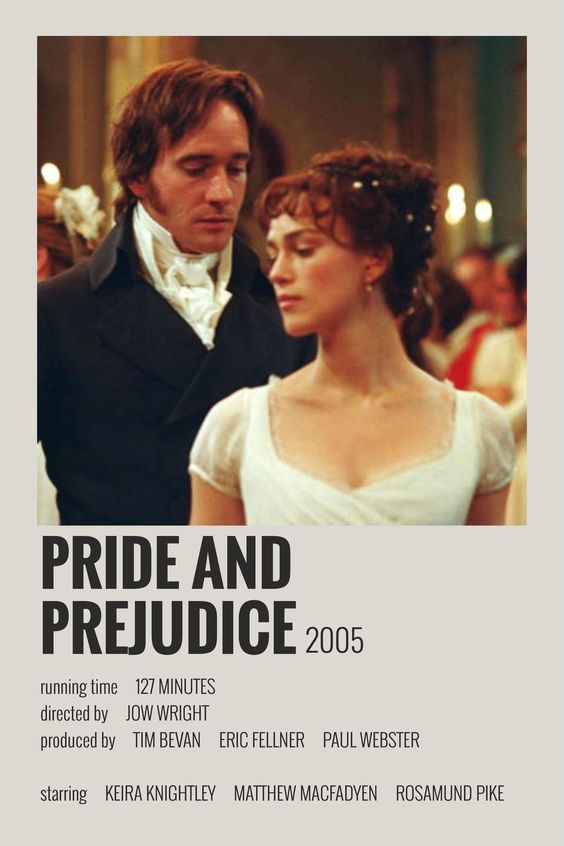 PRIDE AND
PREJUDICE 2005
running time 127 MINUTES
directed by JOW WRIGHT
produced by TIM BEVAN ERIC FELLNER PAUL WEBSTER
starring KEIRA KNIGHTLEY MATTHEW MACFADYEN ROSAMUND PIKE